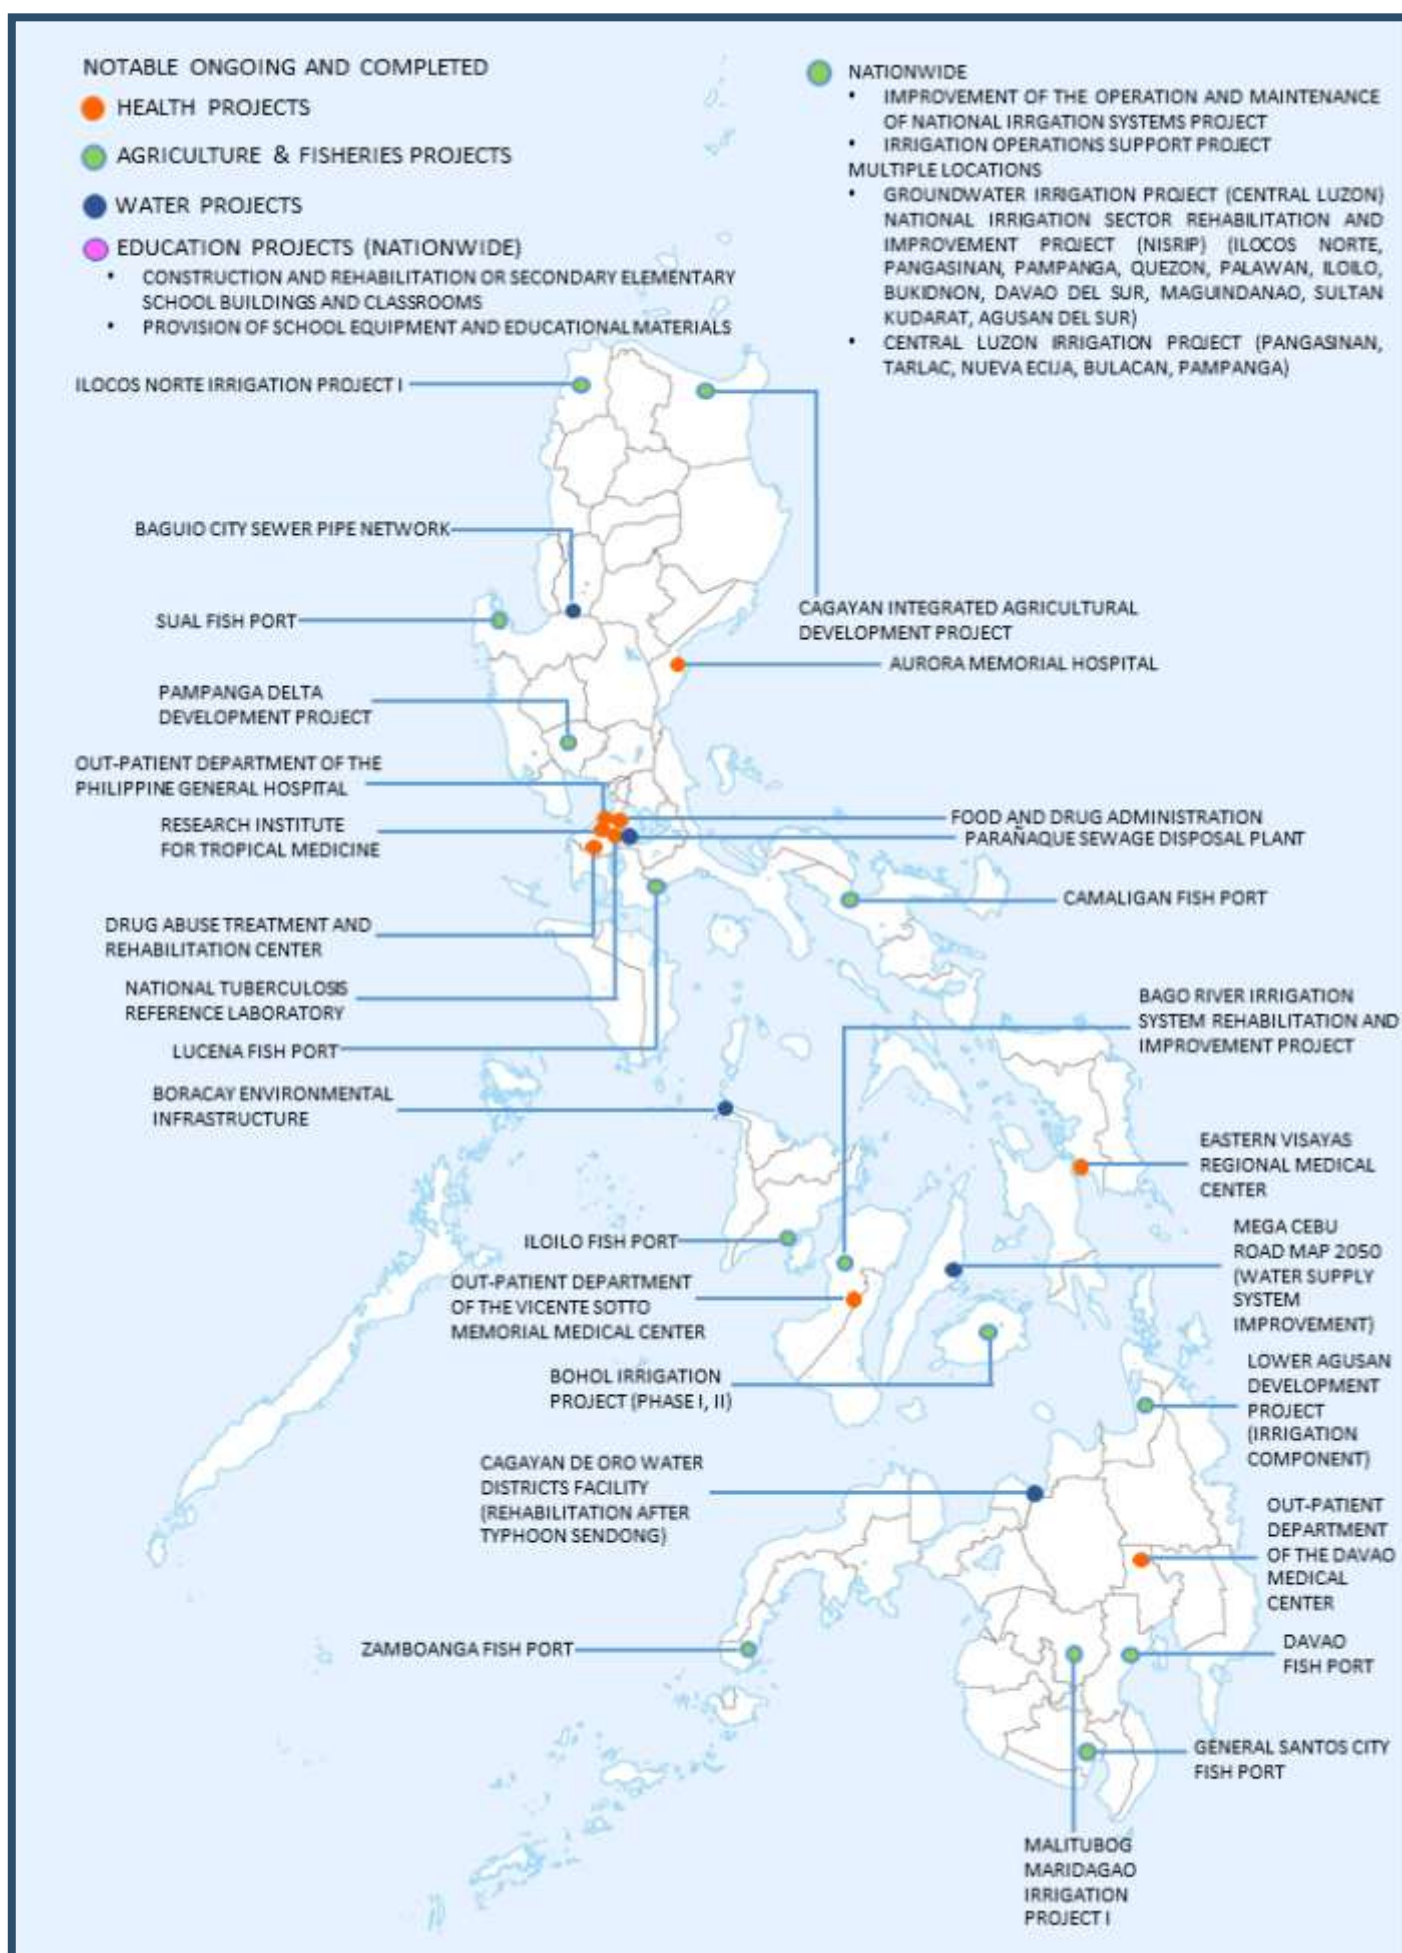 NOTABLE ONGOING AND COMPLETED
HEALTH PROJECTS
AGRICULTURE & FISHERIES PROJECTS
WATER PROJECTS
EDUCATION PROJECTS (NATIONWIDE)
• CONSTRUCTION AND REHABILITATION OR SECONDARY ELEMENTARY
SCHOOL BUILDINGS AND CLASSROOMS
• PROVISION OF SCHOOL EQUIPMENT AND EDUCATIONAL MATERIALS
NATIONWIDE
• IMPROVEMENT OF THE OPERATION AND MAINTENANCE
OF NATIONAL IRRGATION SYSTEMS PROJECT
• IRRIGATION OPERATIONS SUPPORT PROJECT
MULTIPLE LOCATIONS
• GROUNDWATER IRRIGATION PROJECT (CENTRAL LUZON)
NATIONAL IRRIGATION SECTOR REHABILITATION AND
IMPROVEMENT PROJECT (NISRIP) (ILOCOS NORTE,
PANGASINAN, PAMPANGA, QUEZON, PALAWAN, ILOILO,
BUKIDNON, DAVAO DEL SUR, MAGUINDANAO, SULTAN
KUDARAT, AGUSAN DEL SUR)
• CENTRAL LUZON IRRIGATION PROJECT (PANGASINAN,
TARLAC, NUEVA ECIJA, BULACAN, PAMPANGA)
ILOCOS NORTE IRRIGATION PROJECT I
BAGUIO CITY SEWER PIPE NETWORK
SUAL FISH PORT
CAGAYAN INTEGRATED AGRICULTURAL
DEVELOPMENT PROJECT
AURORA MEMORIAL HOSPITAL
PAMPANGA DELTA
DEVELOPMENT PROJECT
OUT-PATIENT DEPARTMENT OF THE
PHILIPPINE GENERAL HOSPITAL
RESEARCH INSTITUTE
FOR TROPICAL MEDICINE
FOOD AND DRUG ADMINISTRATION
PARAÑAQUE SEWAGE DISPOSAL PLANT
CAMALIGAN FISH PORT
DRUG ABUSE TREATMENT AND
REHABILITATION CENTER
NATIONAL TUBERCULOSIS
REFERENCE LABORATORY
LUCENA FISH PORT
BAGO RIVER IRRIGATION
SYSTEM REHABILITATION AND
IMPROVEMENT PROJECT
BORACAY ENVIRONMENTAL
INFRASTRUCTURE
EASTERN VISAYAS
REGIONAL MEDICAL
CENTER
ILOILO FISH PORT
MEGA CEBU
ROAD MAP 2050
(WATER SUPPLY
SYSTEM
IMPROVEMENT)
OUT-PATIENT DEPARTMENT
OF THE VICENTE SOTTO
MEMORIAL MEDICAL CENTER
BOHOL IRRIGATION
PROJECT (PHASE I, II)
LOWER AGUSAN
DEVELOPMENT
PROJECT
(IRRIGATION
COMPONENT)
CAGAYAN DE ORO WATER
DISTRICTS FACILITY
(REHABILITATION AFTER
TYPHOON SENDONG)
OUT-PATIENT
DEPARTMENT
OF THE DAVAO
MEDICAL
CENTER
ZAMBOANGA FISH PORT
DAVAO
FISH PORT
GENERAL SANTOS CITY
FISH PORT
MALITUBOG
MARIDAGAO
IRRIGATION
PROJECT I